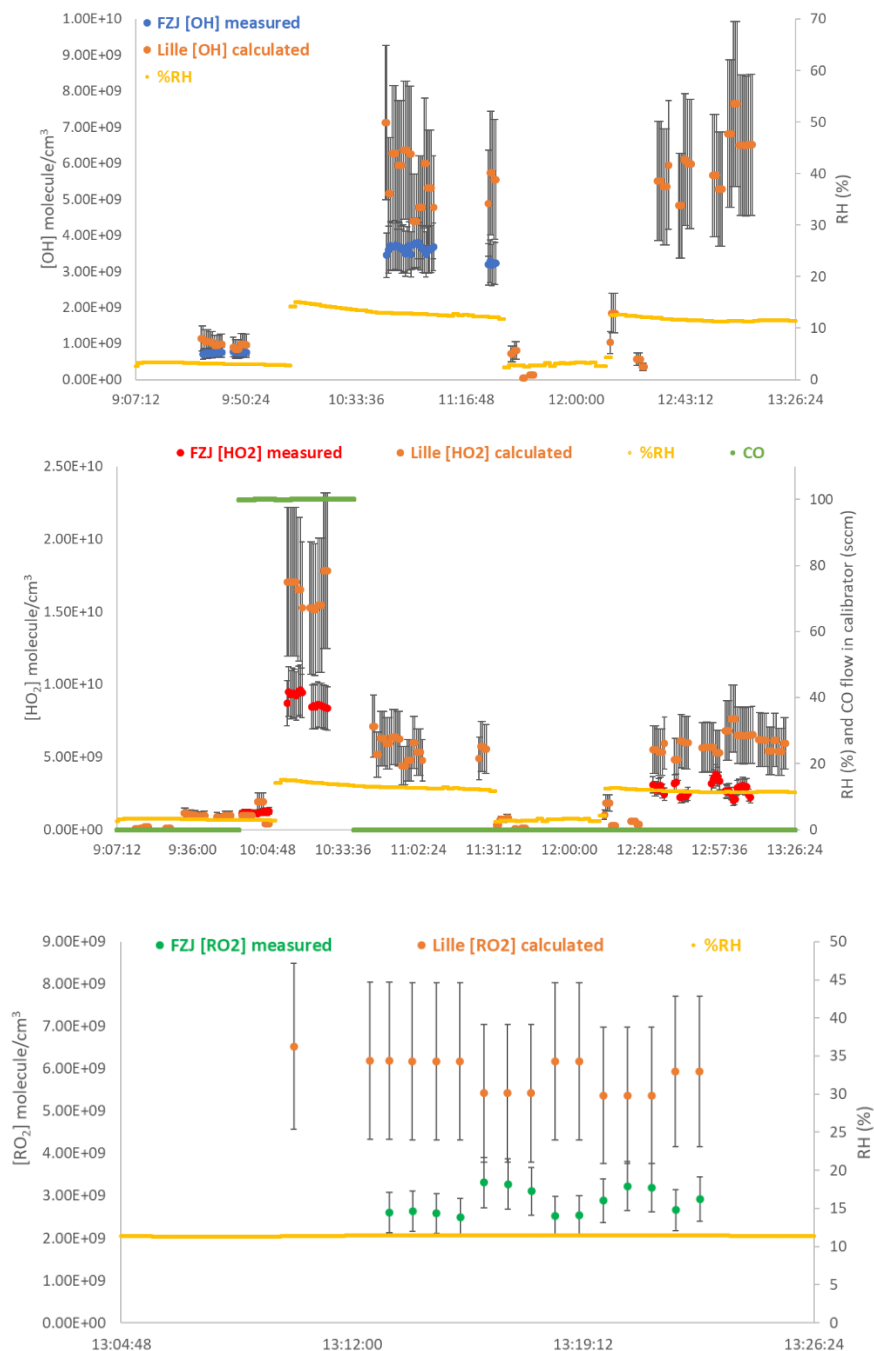 FZJ [OH] measured
Lille [OH] calculated
%RH
[OH] molecule/cm³
1.00E+10
9.00E+09
8.00E+09
7.00E+09
6.00E+09
5.00E+09
4.00E+09
3.00E+09
2.00E+09
1.00E+09
0.00E+00
70
60
50
40
30
20
10
0
RH (%)
9:07:12 9:50:24 10:33:36 11:16:48 12:00:00 12:43:12 13:26:24
FZJ [HO2] measured Lille [HO2] calculated %RH CO
[HO₂] molecule/cm³
2.50E+10
2.00E+10
1.50E+10
1.00E+10
5.00E+09
0.00E+00
100
80
60
40
20
0
RH (%) and CO flow in calibrator (sccm)
9:07:12 9:36:00 10:04:48 10:33:36 11:02:24 11:31:12 12:00:00 12:28:48 12:57:36 13:26:24
FZJ [RO2] measured Lille [RO2] calculated %RH
[RO₂] molecule/cm³
9.00E+09
8.00E+09
7.00E+09
6.00E+09
5.00E+09
4.00E+09
3.00E+09
2.00E+09
1.00E+09
0.00E+00
50
45
40
35
30
25
20
15
10
5
0
RH (%)
13:04:48 13:12:00 13:19:12 13:26:24